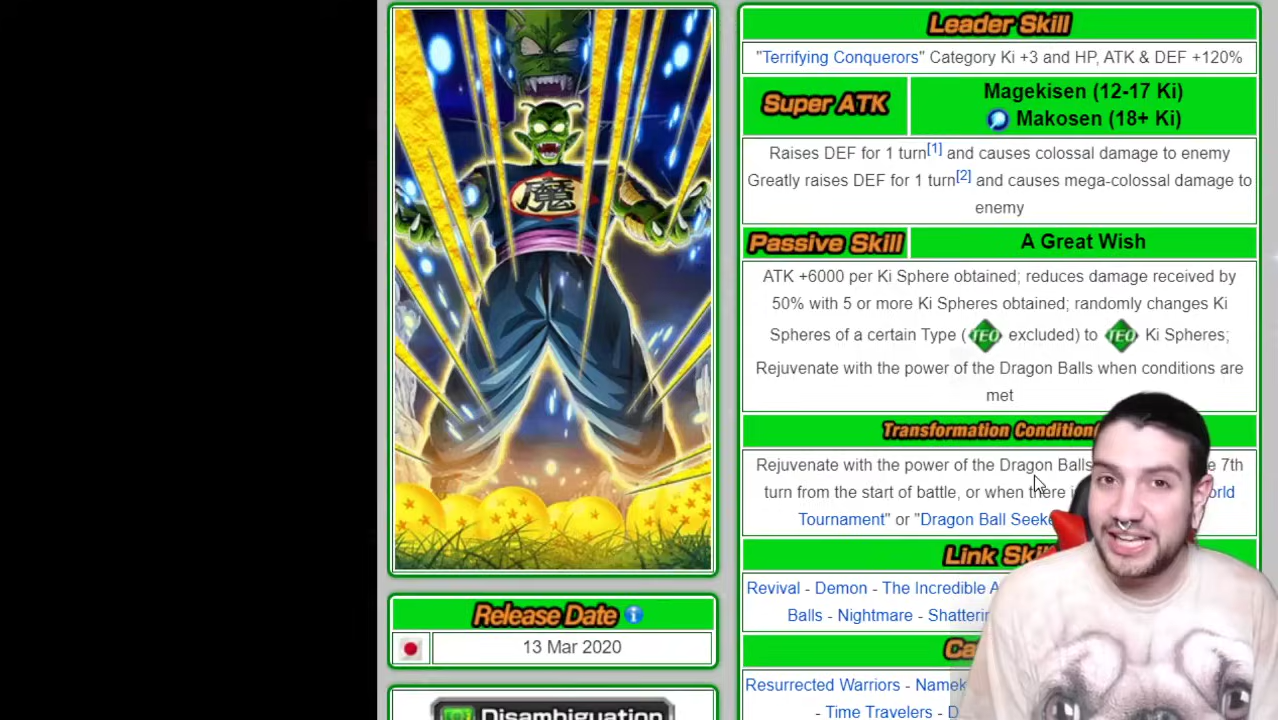 Leader Skill
"Terrifying Conquerors" Category Ki +3 and HP, ATK & DEF +120%
Super ATK
Magekisen (12-17 Ki)
Makosen (18+ Ki)
Raises DEF for 1 turn[1] and causes colossal damage to enemy
Greatly raises DEF for 1 turn[2] and causes mega-colossal damage to
enemy
Passive Skill
A Great Wish
ATK +6000 per Ki Sphere obtained; reduces damage received by
50% with 5 or more Ki Spheres obtained; randomly changes Ki
Spheres of a certain Type (TEQ excluded) to TEQ Ki Spheres;
Rejuvenate with the power of the Dragon Balls when conditions are
met
Transformation Condition
Rejuvenate with the power of the Dragon Balls 7th
turn from the start of battle, or when there
Tournament" or "Dragon Ball
Link
Revival - Demon - The Incredible
Balls - Nightmare -
Resurrected Warriors -
- Time Travelers -
魔
Release Date
13 Mar 2020
Disambiguation